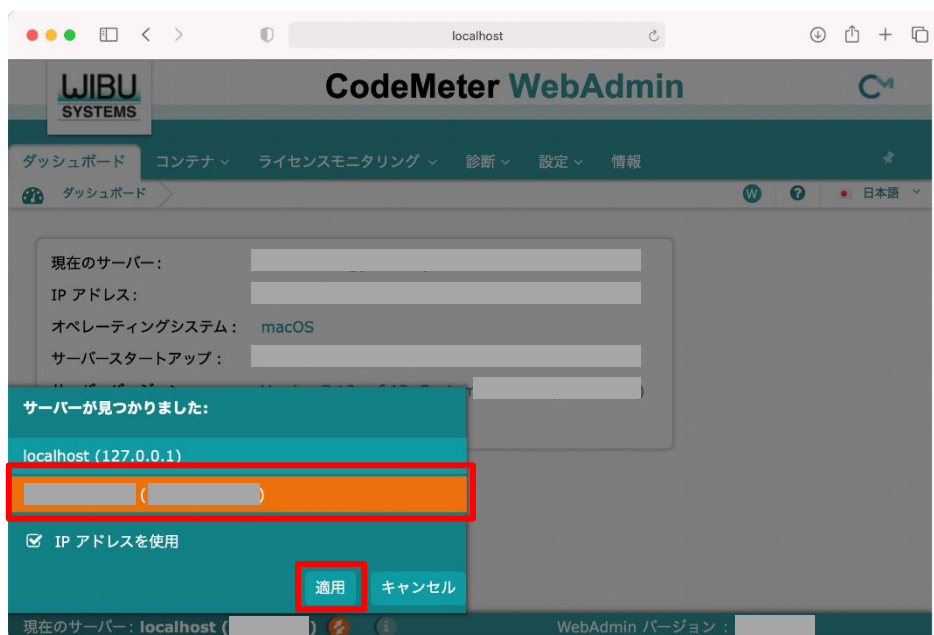 localhost
WIBU
SYSTEMS
CodeMeter WebAdmin
ダッシュボード コンテナ ライセンスモニタリング 診断 設定 情報
ダッシュボード
W ? 日本語
現在のサーバー:
IP アドレス:
オペレーティングシステム: macOS
サーバースタートアップ:
サーバーが見つかりました:
localhost (127.0.0.1)
( )
IP アドレスを使用
適用 キャンセル
現在のサーバー: localhost ( ) WebAdmin バージョン: